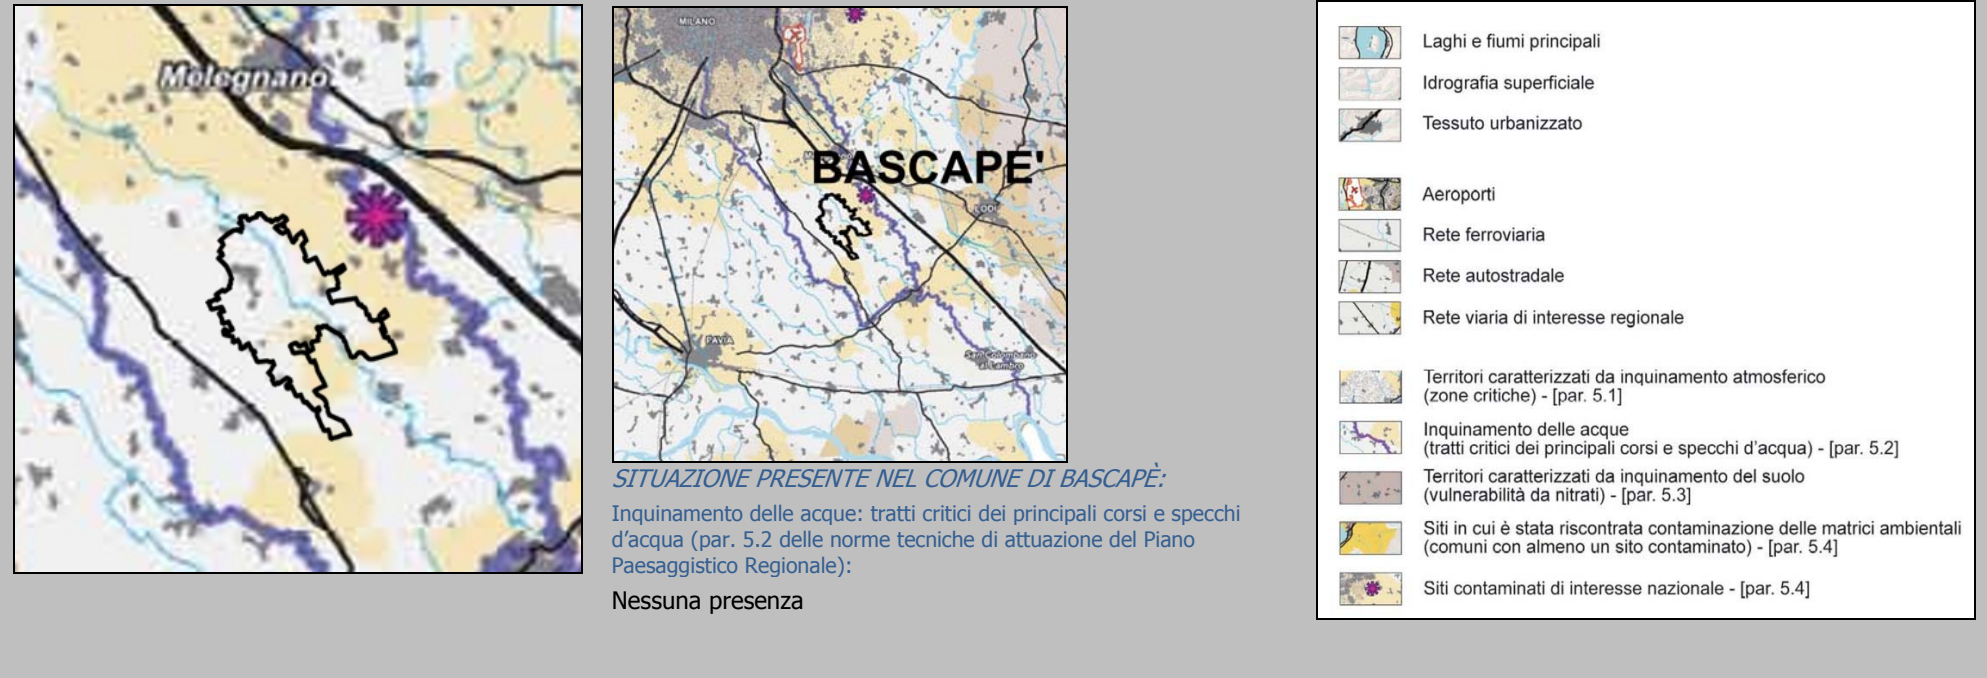 Melegnano
MILANO
BASCAPE'
LODI
PAVIA
San Colombano
al Lambro
SITUAZIONE PRESENTE NEL COMUNE DI BASCAPÈ:
Inquinamento delle acque: tratti critici dei principali corsi e specchi
d’acqua (par. 5.2 delle norme tecniche di attuazione del Piano
Paesaggistico Regionale):
Nessuna presenza
Laghi e fiumi principali
Idrografia superficiale
Tessuto urbanizzato
Aeroporti
Rete ferroviaria
Rete autostradale
Rete viaria di interesse regionale
Territori caratterizzati da inquinamento atmosferico
(zone critiche) - [par. 5.1]
Inquinamento delle acque
(tratti critici dei principali corsi e specchi d'acqua) - [par. 5.2]
Territori caratterizzati da inquinamento del suolo
(vulnerabilità da nitrati) - [par. 5.3]
Siti in cui è stata riscontrata contaminazione delle matrici ambientali
(comuni con almeno un sito contaminato) - [par. 5.4]
Siti contaminati di interesse nazionale - [par. 5.4]